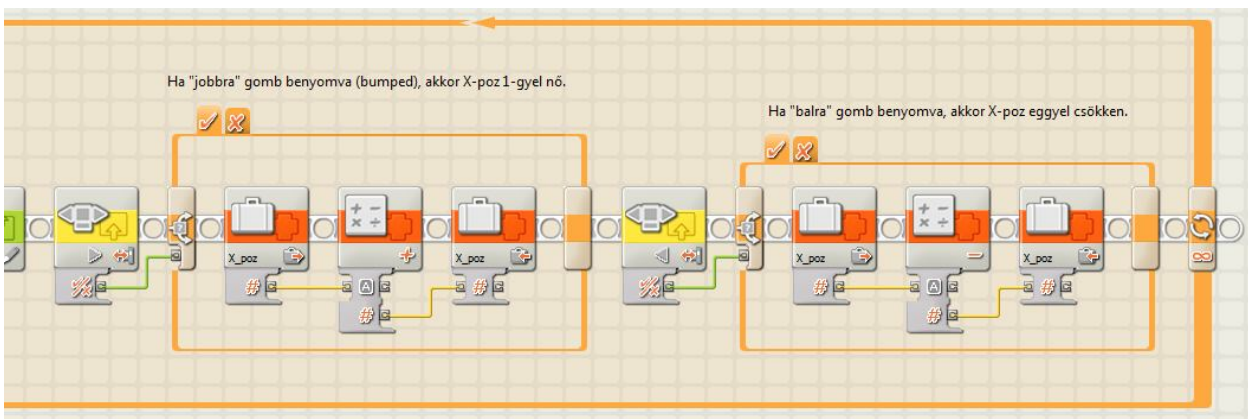 Ha "jobbra" gomb benyomva (bumped), akkor X-poz 1-gyel nő.
Ha "balra" gomb benyomva, akkor X-poz eggyel csökken.
X_poz
X_poz
X_poz
X_poz
# A # # A #
# #